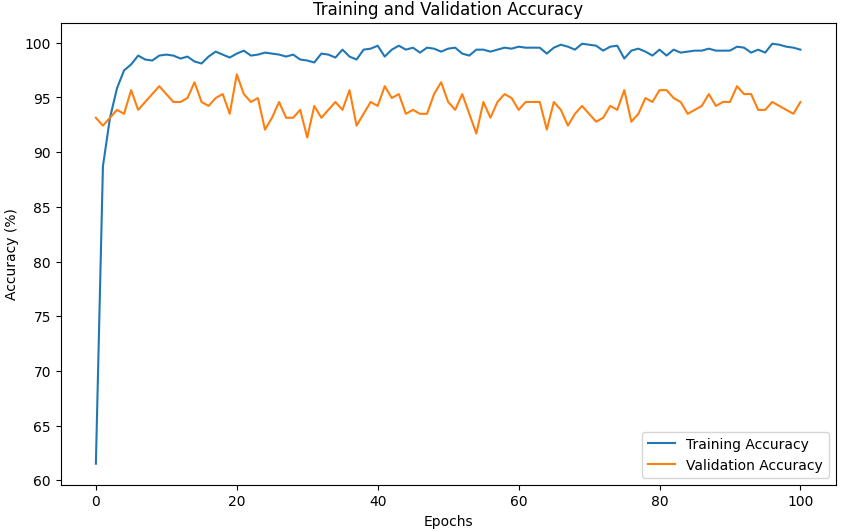 Training and Validation Accuracy
Accuracy (%)
100
95
90
85
80
75
70
65
60
Training Accuracy
Validation Accuracy
0 20 40 60 80 100
Epochs